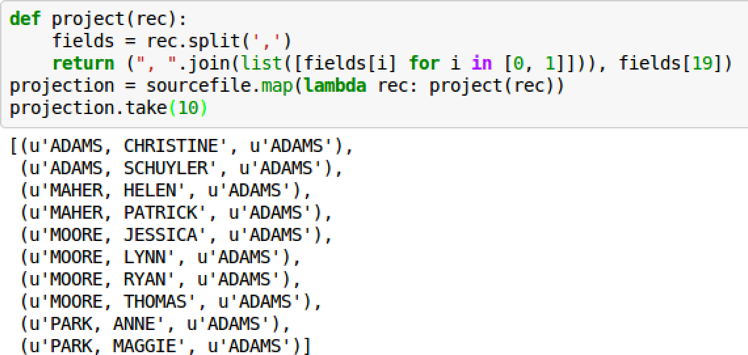 def project(rec):
    fields = rec.split(',')
    return (", ".join(list([fields[i] for i in [0, 1]])), fields[19])
projection = sourcefile.map(lambda rec: project(rec))
projection.take(10)
[(u'ADAMS, CHRISTINE', u'ADAMS'),
 (u'ADAMS, SCHUYLER', u'ADAMS'),
 (u'MAHER, HELEN', u'ADAMS'),
 (u'MAHER, PATRICK', u'ADAMS'),
 (u'MOORE, JESSICA', u'ADAMS'),
 (u'MOORE, LYNN', u'ADAMS'),
 (u'MOORE, RYAN', u'ADAMS'),
 (u'MOORE, THOMAS', u'ADAMS'),
 (u'PARK, ANNE', u'ADAMS'),
 (u'PARK, MAGGIE', u'ADAMS')]